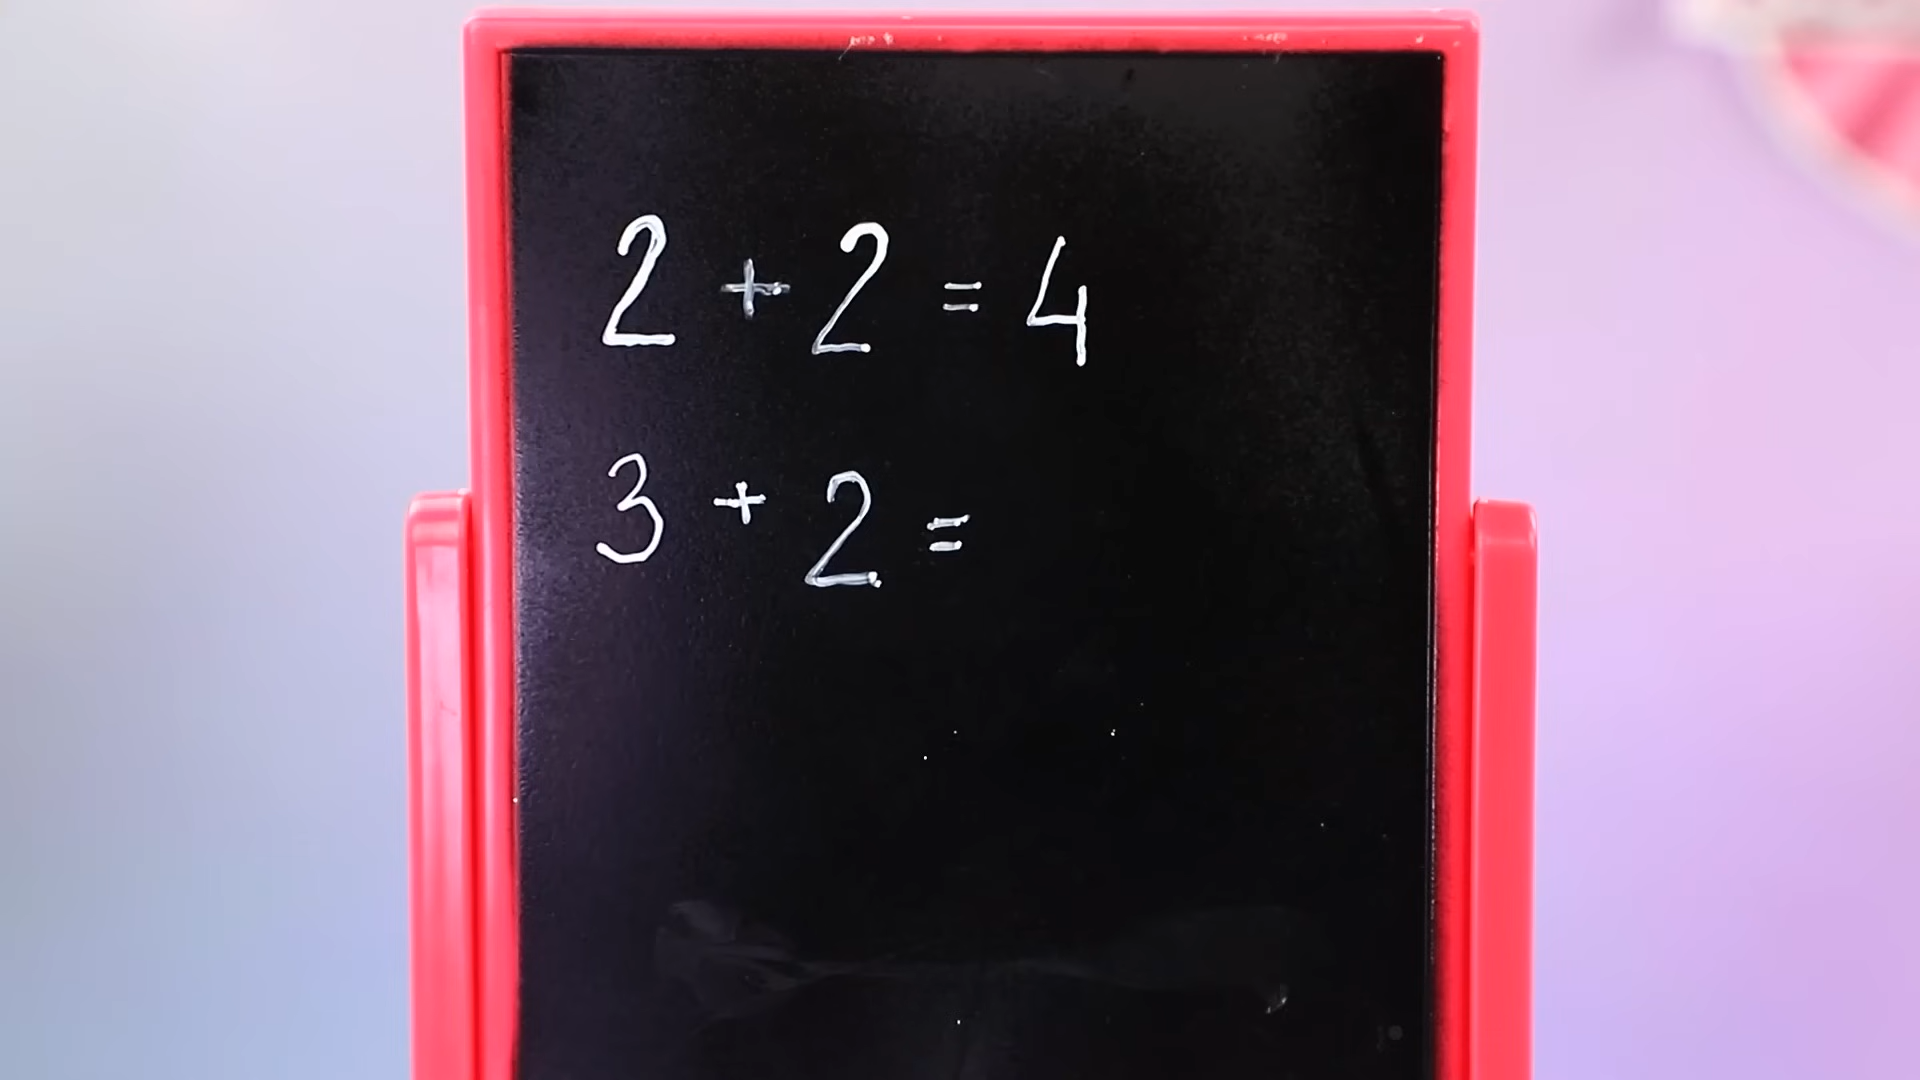 2 + 2 = 4
3 + 2 =